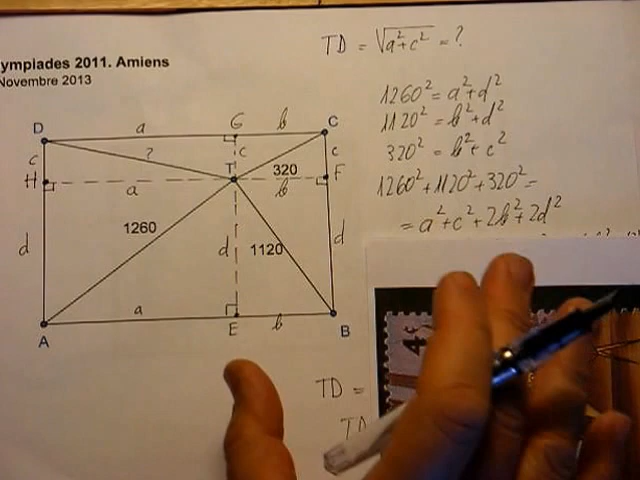 ympiades 2011. Amiens
Novembre 2013
TD = √a²+c² = ?
1260² = a²+d²
1120² = b²+d²
320² = b²+c²
1260²+1120²+320² =
= a²+c²+2b²+2d²
D a G b C
c ? c c
H a T 320 b F
d 1260 d 1120 d
a b
A E B
4
TD =
TD